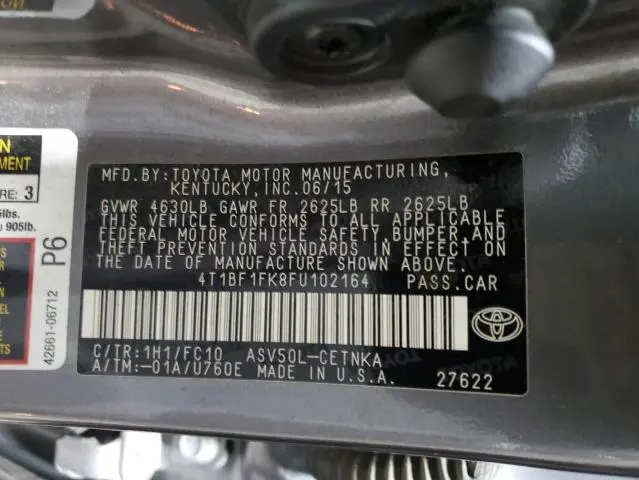 MFD. BY: TOYOTA MOTOR MANUFACTURING,
KENTUCKY, INC. 06/15
GVWR 4630LB GAWR FR 2625LB RR 2625LB
THIS VEHICLE CONFORMS TO ALL APPLICABLE
FEDERAL MOTOR VEHICLE SAFETY, BUMPER, AND
THEFT PREVENTION STANDARDS IN EFFECT ON
THE DATE OF MANUFACTURE SHOWN ABOVE.
4T1BF1FK8FU102164 PASS.CAR
C/TR:1H1/FC10 ASV50L-CETNKA
A/TM:-01A/U760E MADE IN U.S.A. 27622
TOYOTA
P6
42661-06712
3
905lb.